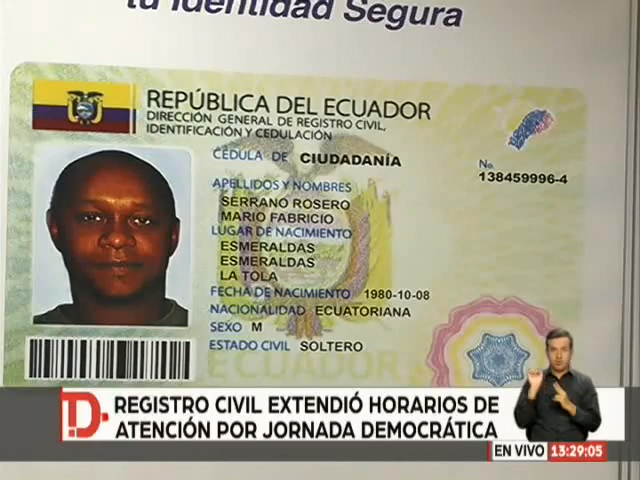 tu Identidad Segura
REPÚBLICA DEL ECUADOR
DIRECCIÓN GENERAL DE REGISTRO CIVIL,
IDENTIFICACIÓN Y CEDULACIÓN
CÉDULA DE CIUDADANÍA
No. 138459996-4
APELLIDOS Y NOMBRES
SERRANO ROSERO
MARIO FABRICIO
LUGAR DE NACIMIENTO
ESMERALDAS
ESMERALDAS
LA TOLA
FECHA DE NACIMIENTO 1980-10-08
NACIONALIDAD ECUATORIANA
SEXO M
ESTADO CIVIL SOLTERO
ECUADOR
D
REGISTRO CIVIL EXTENDIÓ HORARIOS DE
ATENCIÓN POR JORNADA DEMOCRÁTICA
EN VIVO 13:29:05